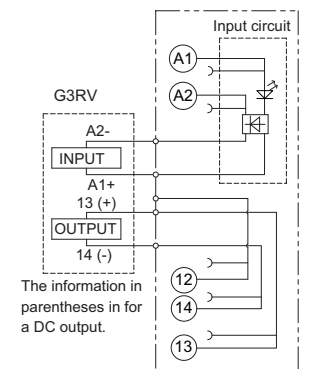 Input circuit
A1
A2
G3RV
A2-
INPUT
A1+
13 (+)
OUTPUT
14 (-)
The information in
parentheses in for
a DC output.
12
14
13